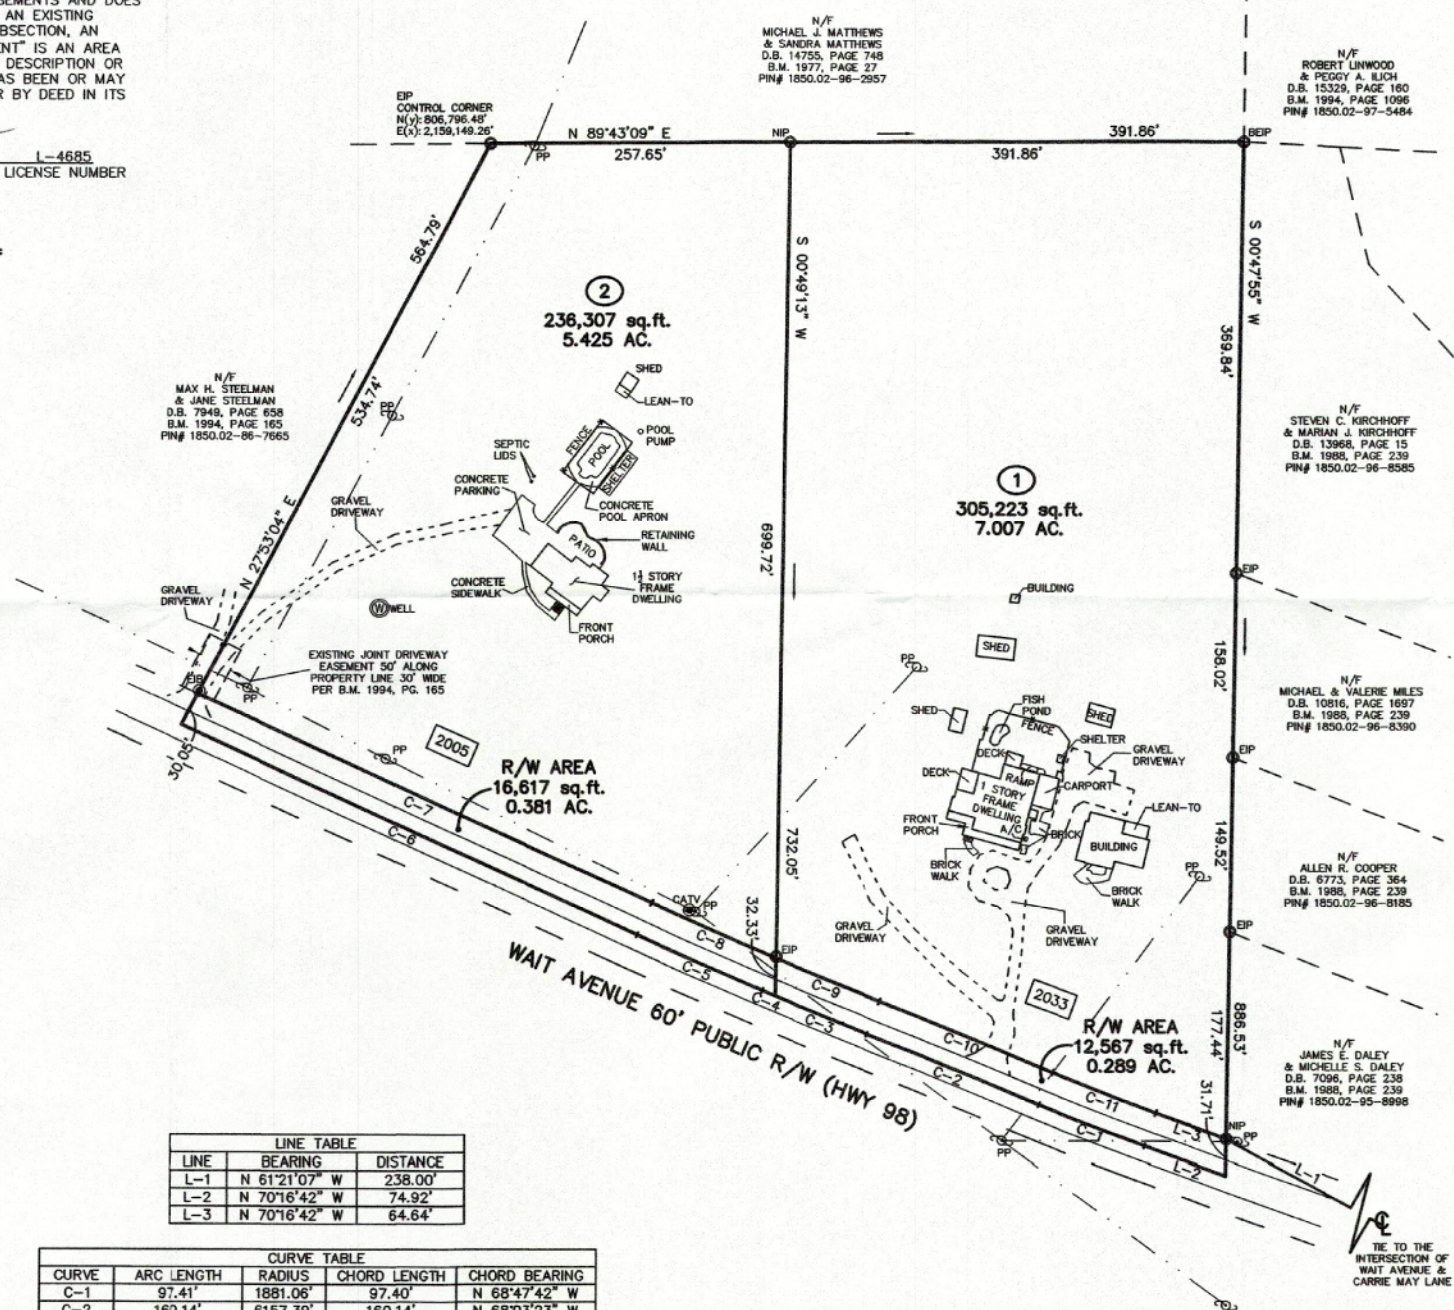 SEMENTS AND DOES
AN EXISTING
BSECTION, AN
ENT" IS AN AREA
DESCRIPTION OR
AS BEEN OR MAY
R BY DEED IN ITS
L-4685
LICENSE NUMBER
N/F
MICHAEL J. MATTHEWS
& SANDRA MATTHEWS
D.B. 14755, PAGE 748
B.M. 1977, PAGE 27
PIN# 1850.02-96-2957
N/F
ROBERT LINWOOD
& PEGGY A. ILICH
D.B. 15329, PAGE 160
B.M. 1994, PAGE 1096
PIN# 1850.02-97-5484
EIP
CONTROL CORNER
N(y): 806,796.48'
E(x): 2,159,149.26'
N 89°43'09" E
257.65'
PP
NIP
391.86'
391.86'
BEIP
564.79'
534.74'
N 27°53'04" E
PP
S 00°49'13" W
699.72'
732.05'
32.33'
S 00°47'55" W
369.84'
EIP
158.02'
EIP
149.52'
EIP
886.53'
177.44'
31.71'
NIP
PP
N/F
MAX H. STEELMAN
& JANE STEELMAN
D.B. 7949, PAGE 658
B.M. 1994, PAGE 165
PIN# 1850.02-86-7665
2
236,307 sq.ft.
5.425 AC.
SHED
LEAN-TO
POOL
PUMP
FENCE
POOL
SHELTER
SEPTIC
LIDS
CONCRETE
PARKING
CONCRETE
POOL APRON
GRAVEL
DRIVEWAY
RETAINING
WALL
PATIO
1½ STORY
FRAME
DWELLING
CONCRETE
SIDEWALK
FRONT
PORCH
GRAVEL
DRIVEWAY
W WELL
EXISTING JOINT DRIVEWAY
EASEMENT 50' ALONG
PROPERTY LINE 30' WIDE
PER B.M. 1994, PG. 165
PP
30.05'
2005
PP
R/W AREA
16,617 sq.ft.
0.381 AC.
C-7
C-6
CATV
PP
C-8
C-5
C-4
EIP
1
305,223 sq.ft.
7.007 AC.
BUILDING
SHED
PP
SHED
FISH
POND
FENCE
SHED
SHELTER
GRAVEL
DRIVEWAY
DECK
DECK
RAMP
CARPORT
1 STORY
FRAME
DWELLING
A/C
LEAN-TO
FRONT
PORCH
BRICK
BUILDING
PP
BRICK
WALK
BRICK
WALK
GRAVEL
DRIVEWAY
GRAVEL
DRIVEWAY
2033
R/W AREA
12,567 sq.ft.
0.289 AC.
C-9
C-3
C-10
C-2
C-11
C-1
L-3
L-2
L-1
PP
WAIT AVENUE 60' PUBLIC R/W (HWY 98)
N/F
STEVEN C. KIRCHHOFF
& MARIAN J. KIRCHHOFF
D.B. 13968, PAGE 15
B.M. 1988, PAGE 239
PIN# 1850.02-96-8585
N/F
MICHAEL & VALERIE MILES
D.B. 10816, PAGE 1697
B.M. 1988, PAGE 239
PIN# 1850.02-96-8390
N/F
ALLEN R. COOPER
D.B. 6773, PAGE 364
B.M. 1988, PAGE 239
PIN# 1850.02-96-8185
N/F
JAMES E. DALEY
& MICHELLE S. DALEY
D.B. 7096, PAGE 238
B.M. 1988, PAGE 239
PIN# 1850.02-95-8998
TIE TO THE
INTERSECTION OF
WAIT AVENUE &
CARRIE MAY LANE
LINE TABLE
LINE BEARING DISTANCE
L-1 N 61°21'07" W 238.00'
L-2 N 70°16'42" W 74.92'
L-3 N 70°16'42" W 64.64'
CURVE TABLE
CURVE ARC LENGTH RADIUS CHORD LENGTH CHORD BEARING
C-1 97.41' 1881.06' 97.40' N 68°47'42" W
C-2 160.14' 6157.39' 160.14' N 68°03'23" W